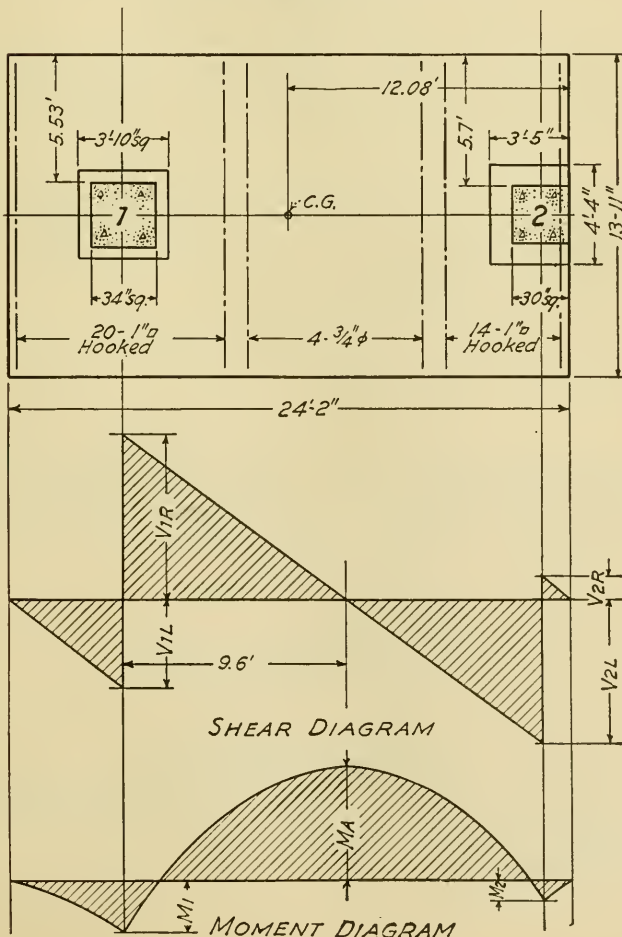 12.08'
5.53'
3'-10"sq
5.7'
3'-5"
C.G.
1
2
4'-4"
13'-11"
34"sq.
30"sq.
20-1"▫
Hooked
4-3/4"ϕ
14-1"▫
Hooked
24'-2"
V1R
V2R
V1L
9.6'
V2L
SHEAR DIAGRAM
MA
M1
M2
MOMENT DIAGRAM